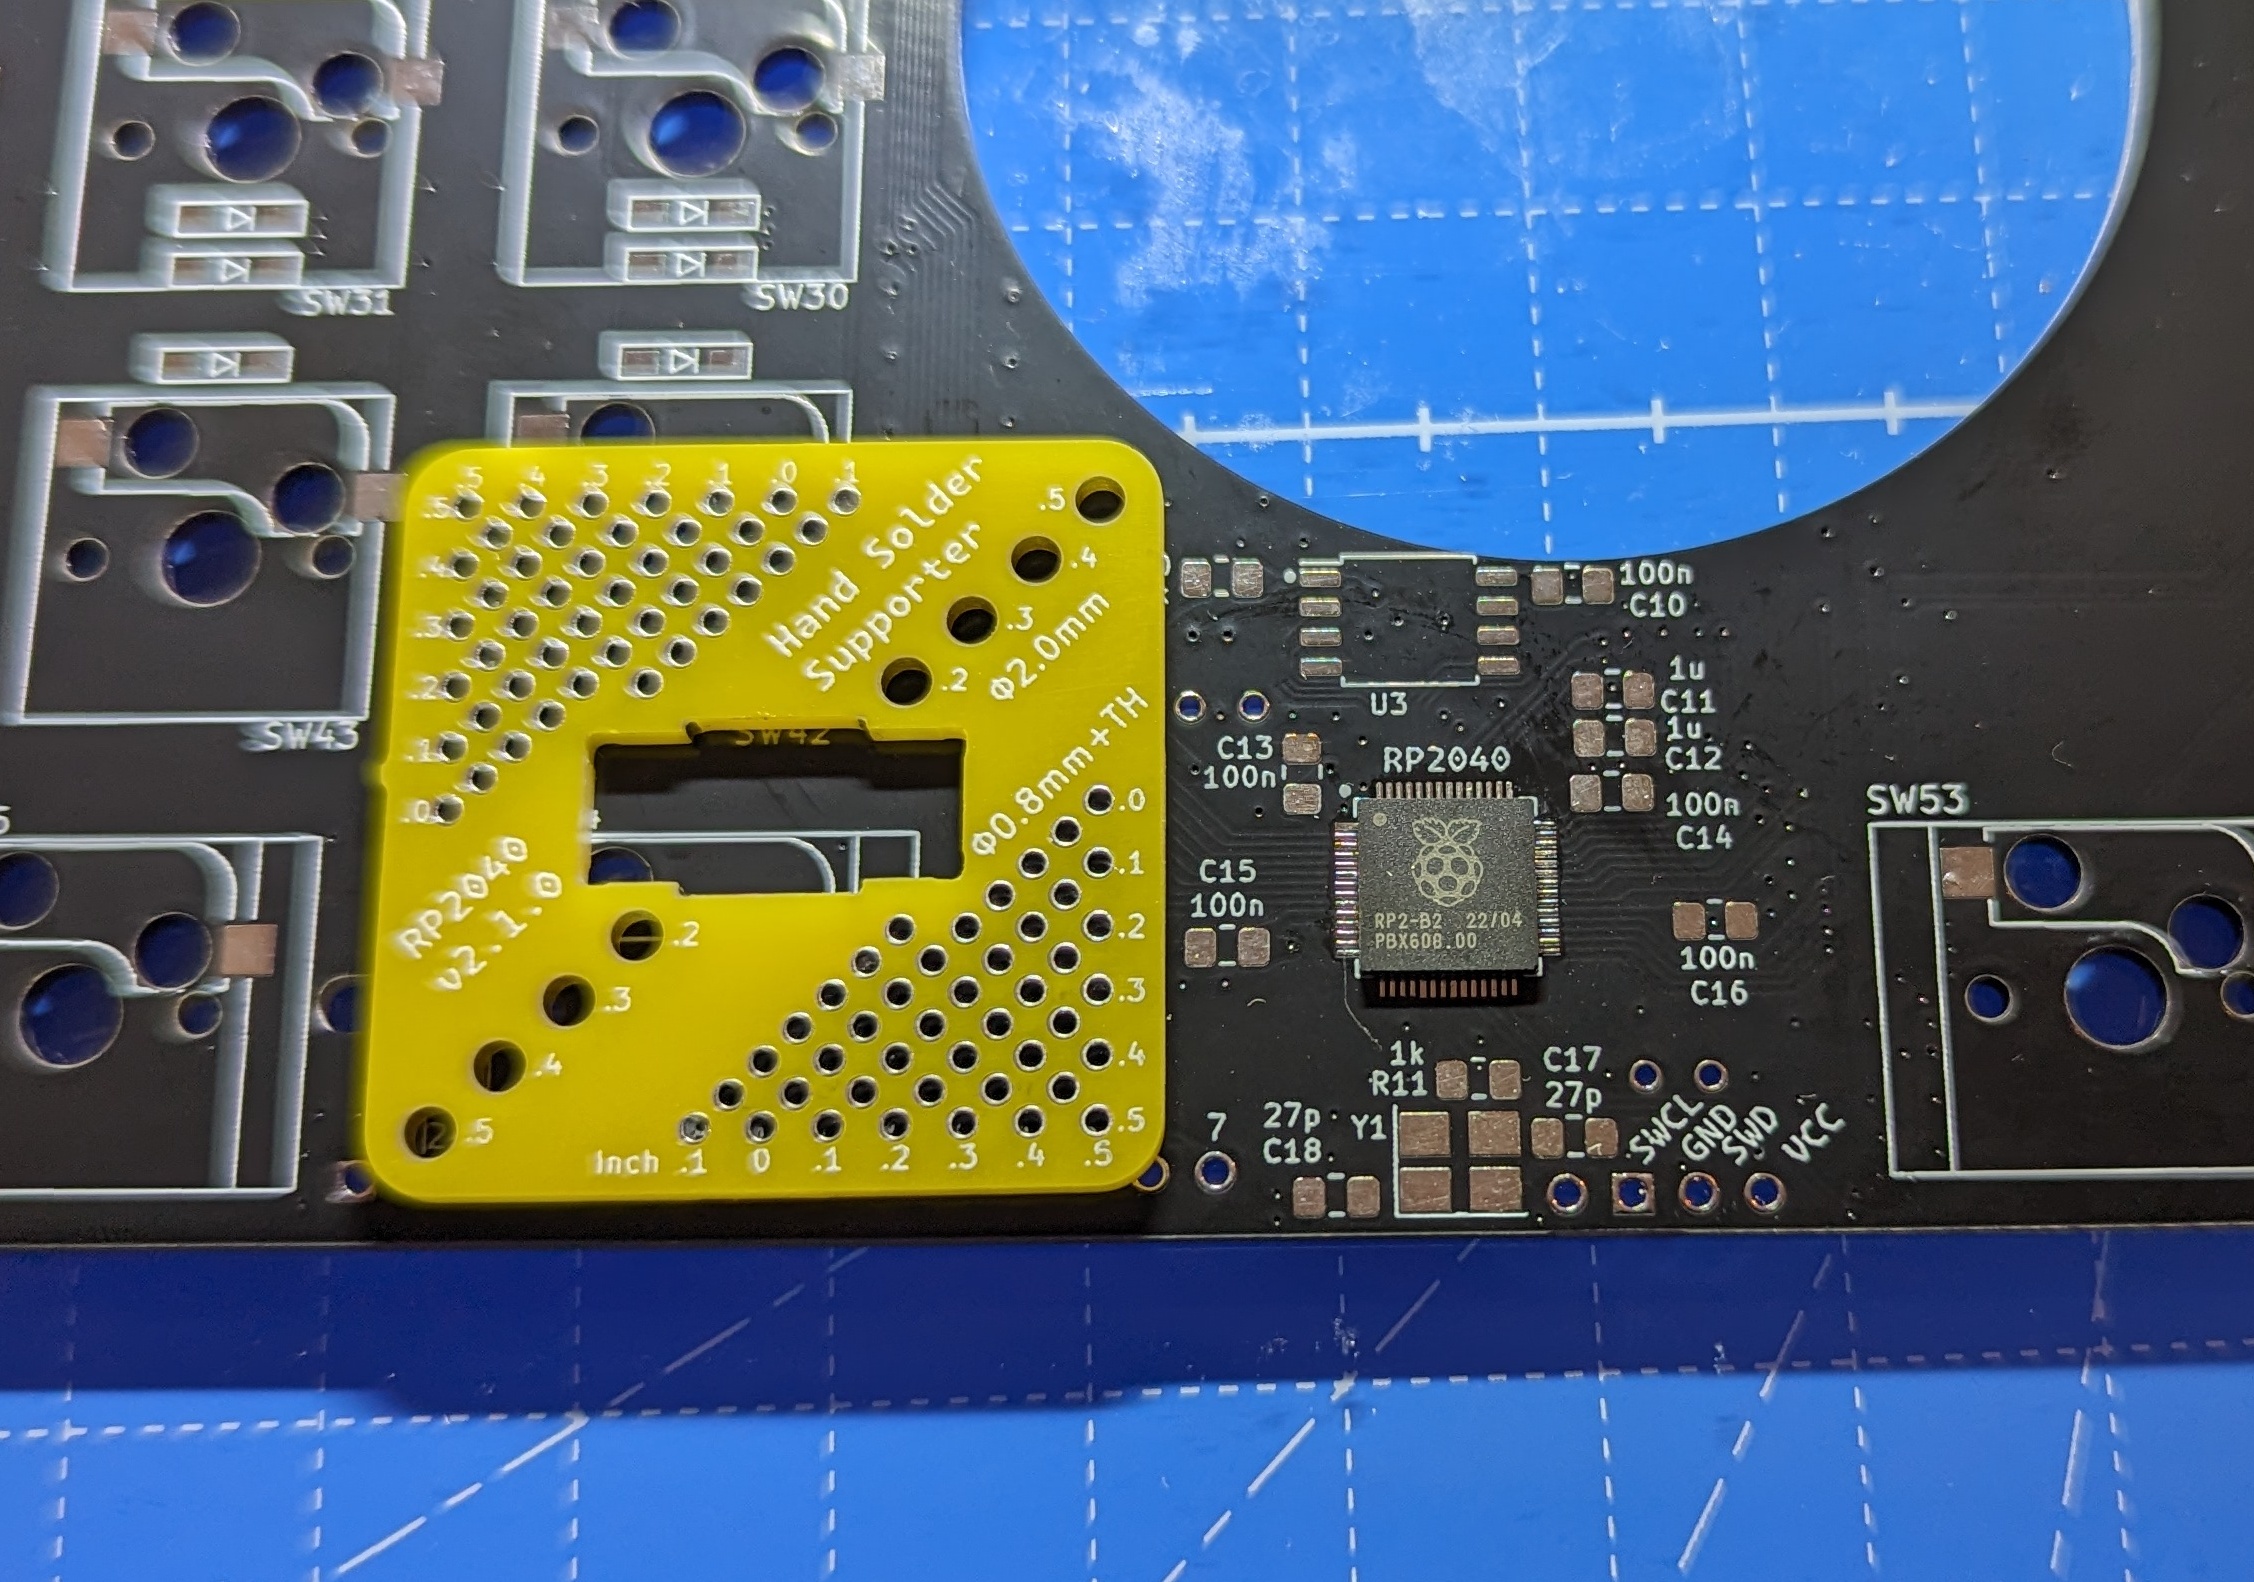 SW31
SW30
SW43
SW42
.5 .4 .3 .2 .1 .0 .1
.5
.4
.3
.2
.1
.0
Hand Solder
Supporter
.5
.4
.3
.2
Φ2.0mm
Φ0.8mm+TH
RP2040
v2.1.0
.2
.3
.4
.5
.0
.1
.2
.3
.4
.5
Inch .1 0 .1 .2 .3 .4 .5
100n
C10
U3
1u
C11
1u
C12
100n
C14
C13
100n
RP2040
C15
100n
RP2-B2 22/04
PBX608.00
100n
C16
SW53
1k
R11
C17
27p
27p
C18
Y1
7
SWCL
GND
SWD
VCC